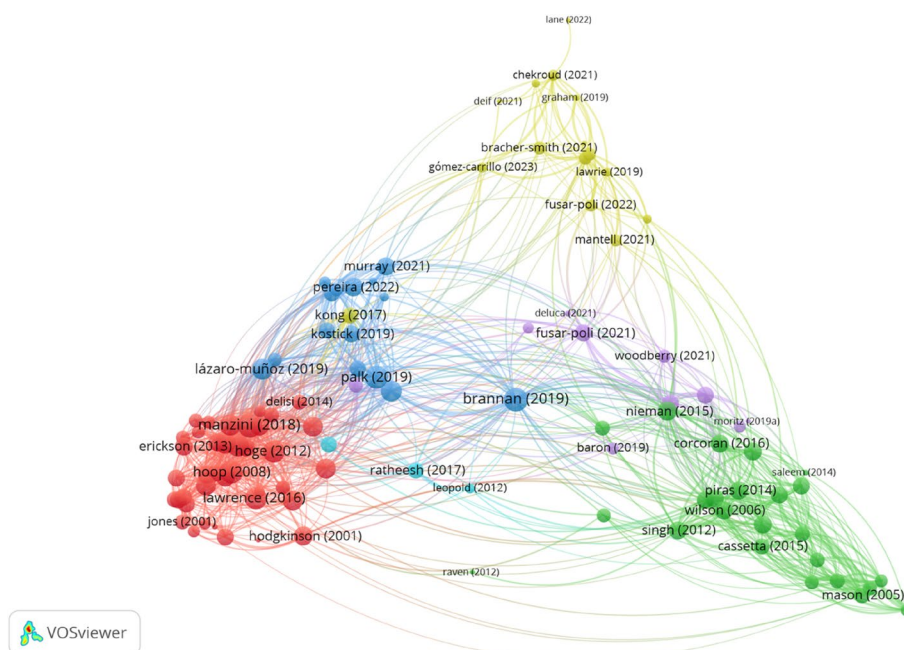 lane (2022)
chekroud (2021)
deif (2021)
graham (2019)
bracher-smith (2021)
gómez-carrillo (2023)
lawrie (2019)
fusar-poli (2022)
mantell (2021)
murray (2021)
pereira (2022)
kong (2017)
kostick (2019)
deluca (2021)
fusar-poli (2021)
woodberry (2021)
lázaro-muñoz (2019)
palk (2019)
delisi (2014)
brannan (2019)
nieman (2015)
moritz (2019a)
manzini (2018)
erickson (2013)
hoge (2012)
baron (2019)
corcoran (2016)
hoop (2008)
ratheesh (2017)
saleem (2014)
leopold (2012)
piras (2014)
lawrence (2016)
wilson (2006)
jones (2001)
hodgkinson (2001)
singh (2012)
cassetta (2015)
raven (2012)
mason (2005)
VOSviewer